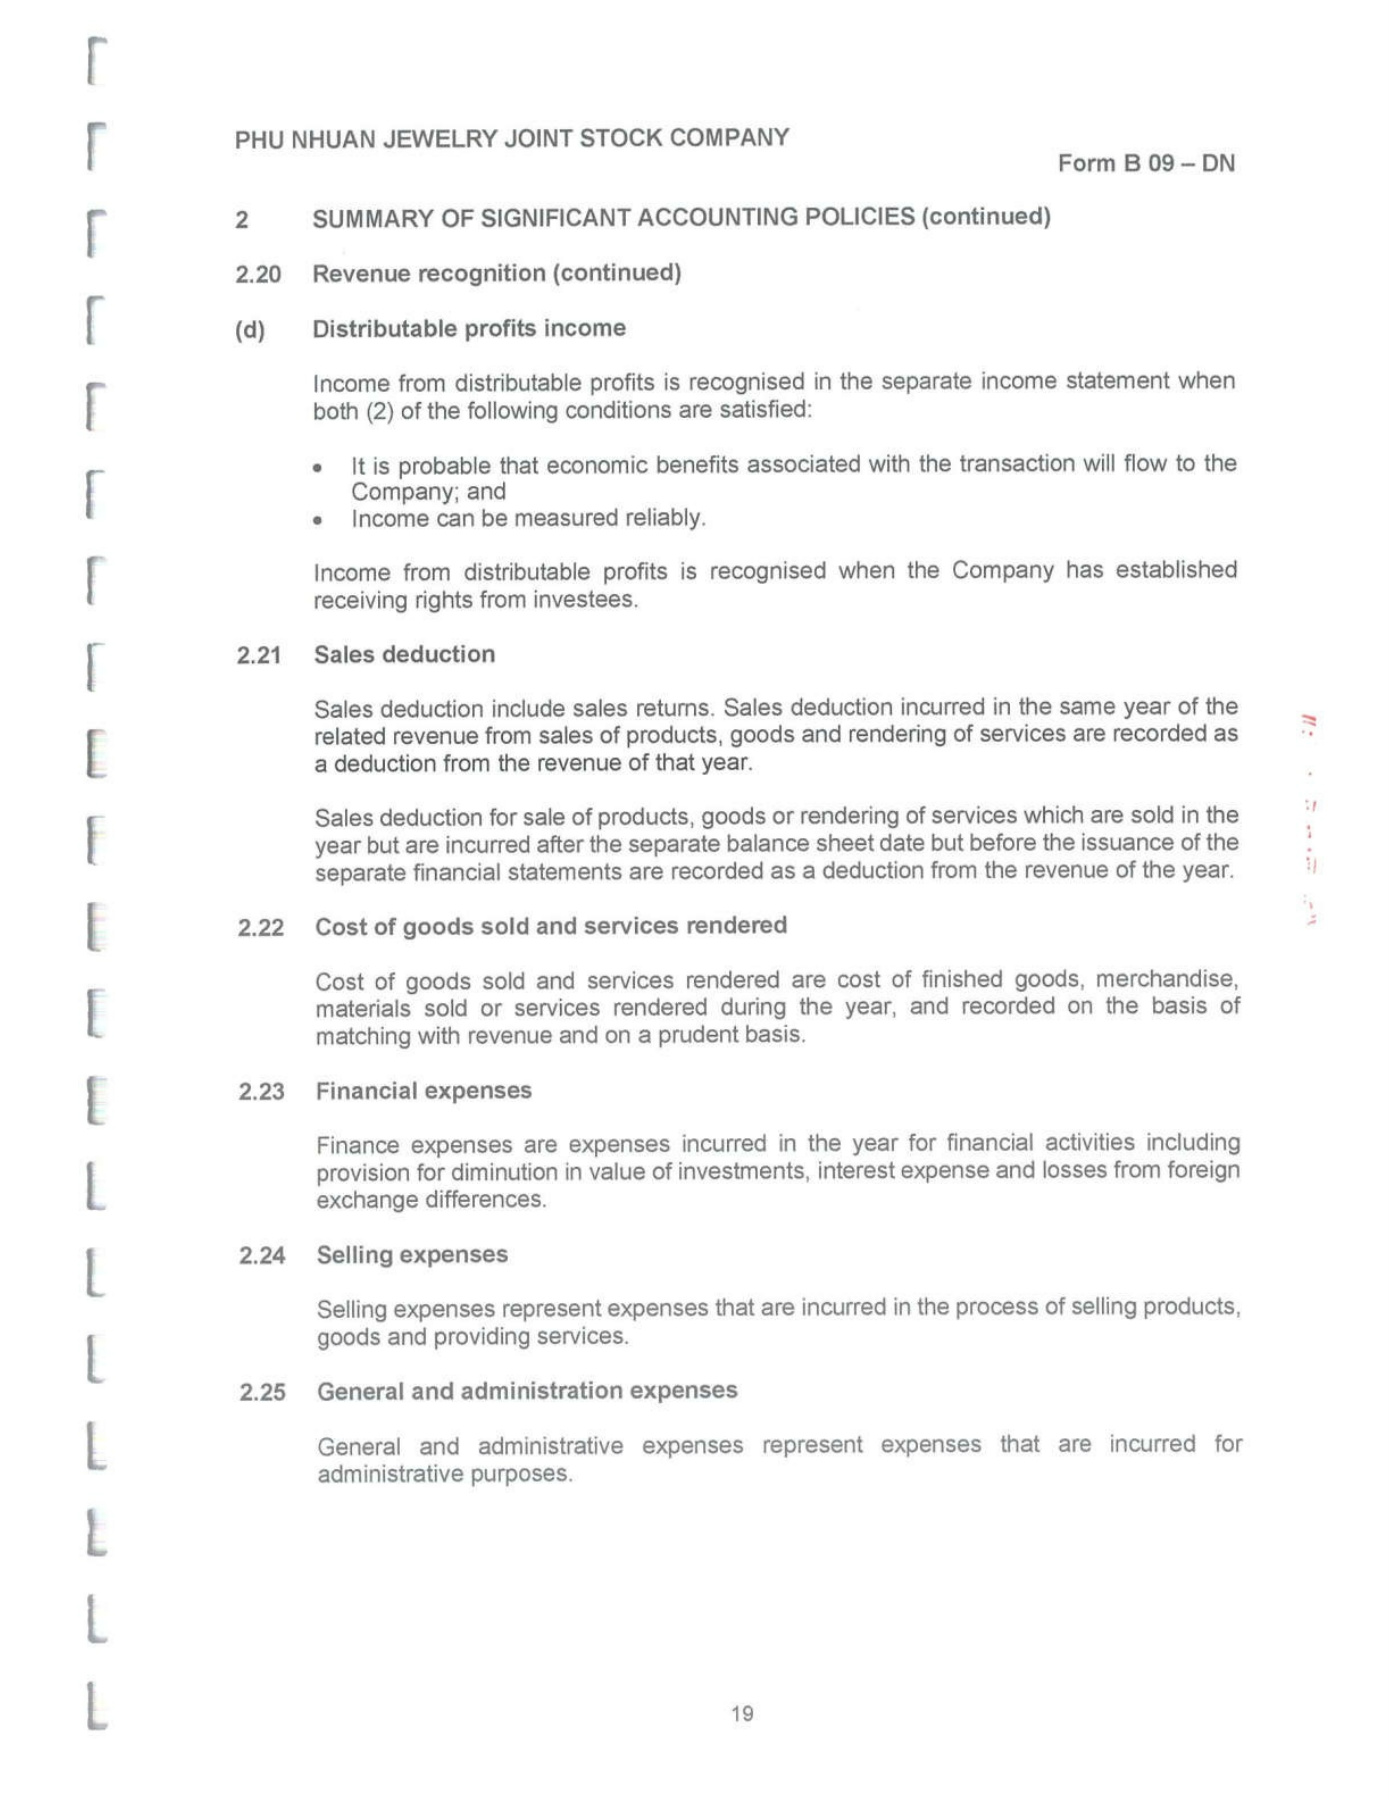 PHU NHUAN JEWELRY JOINT STOCK COMPANY
Form B 09 – DN
2 SUMMARY OF SIGNIFICANT ACCOUNTING POLICIES (continued)
2.20 Revenue recognition (continued)
(d) Distributable profits income
Income from distributable profits is recognised in the separate income statement when
both (2) of the following conditions are satisfied:
• It is probable that economic benefits associated with the transaction will flow to the
Company; and
• Income can be measured reliably.
Income from distributable profits is recognised when the Company has established
receiving rights from investees.
2.21 Sales deduction
Sales deduction include sales returns. Sales deduction incurred in the same year of the
related revenue from sales of products, goods and rendering of services are recorded as
a deduction from the revenue of that year.
Sales deduction for sale of products, goods or rendering of services which are sold in the
year but are incurred after the separate balance sheet date but before the issuance of the
separate financial statements are recorded as a deduction from the revenue of the year.
2.22 Cost of goods sold and services rendered
Cost of goods sold and services rendered are cost of finished goods, merchandise,
materials sold or services rendered during the year, and recorded on the basis of
matching with revenue and on a prudent basis.
2.23 Financial expenses
Finance expenses are expenses incurred in the year for financial activities including
provision for diminution in value of investments, interest expense and losses from foreign
exchange differences.
2.24 Selling expenses
Selling expenses represent expenses that are incurred in the process of selling products,
goods and providing services.
2.25 General and administration expenses
General and administrative expenses represent expenses that are incurred for
administrative purposes.
19